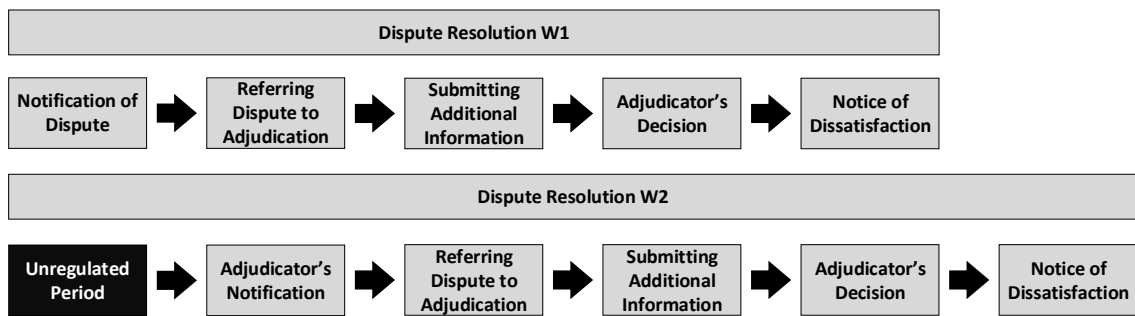 Dispute Resolution W1
Notification of
Dispute
Referring
Dispute to
Adjudication
Submitting
Additional
Information
Adjudicator’s
Decision
Notice of
Dissatisfaction
Dispute Resolution W2
Unregulated
Period
Adjudicator’s
Notification
Referring
Dispute to
Adjudication
Submitting
Additional
Information
Adjudicator’s
Decision
Notice of
Dissatisfaction